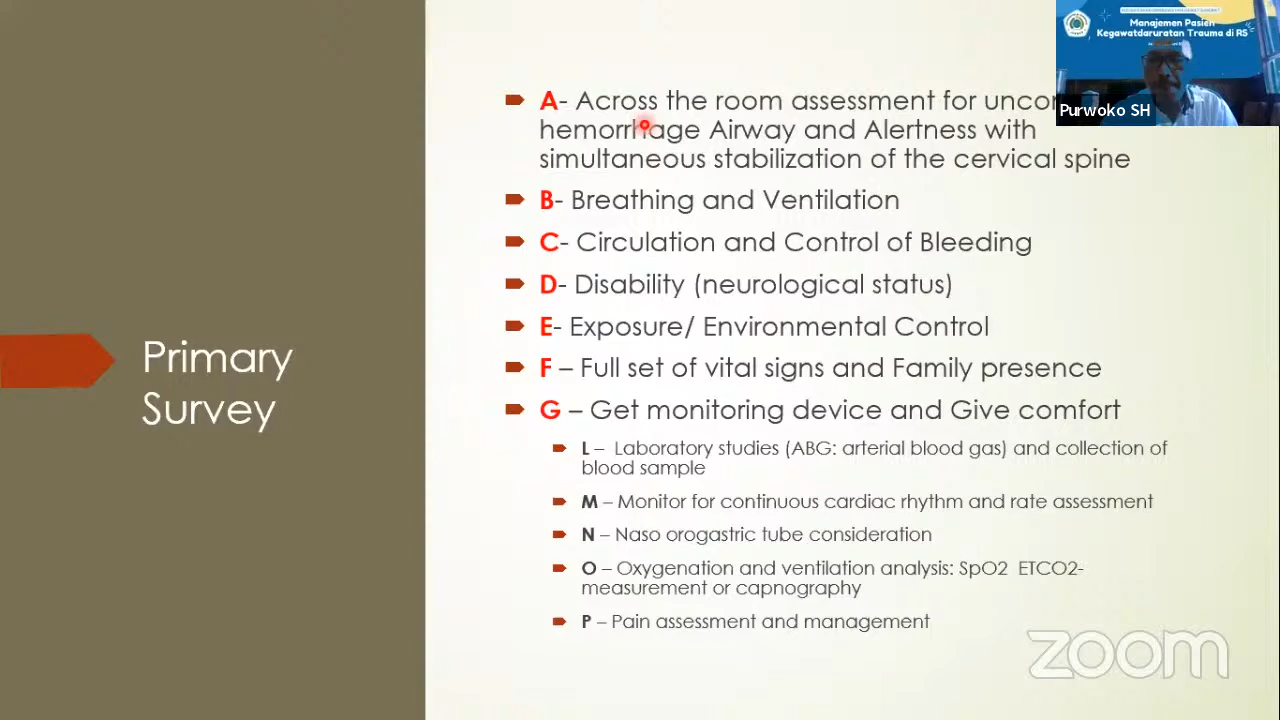 Manajemen Pasien
Kegawatdaruratan Trauma di RS
Purwoko SH
Primary
Survey
A- Across the room assessment for
hemorrhage Airway and Alertness with
simultaneous stabilization of the cervical spine
B- Breathing and Ventilation
C- Circulation and Control of Bleeding
D- Disability (neurological status)
E- Exposure/ Environmental Control
F – Full set of vital signs and Family presence
G – Get monitoring device and Give comfort
L – Laboratory studies (ABG: arterial blood gas) and collection of
blood sample
M – Monitor for continuous cardiac rhythm and rate assessment
N – Naso orogastric tube consideration
O – Oxygenation and ventilation analysis: SpO2 ETCO2-
measurement or capnography
P – Pain assessment and management
zoom